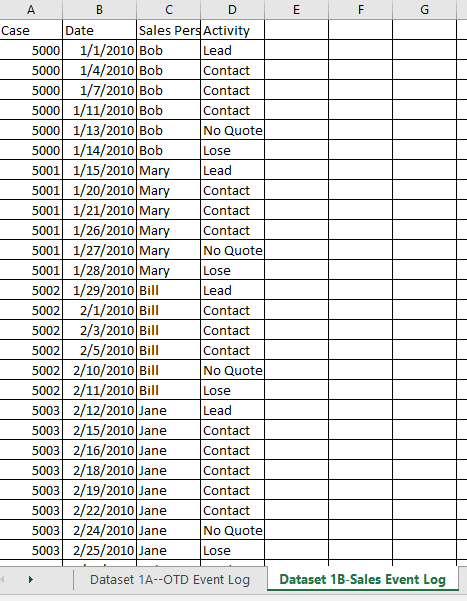 A B C D E F G
Case Date Sales Pers Activity
5000 1/1/2010 Bob Lead
5000 1/4/2010 Bob Contact
5000 1/7/2010 Bob Contact
5000 1/11/2010 Bob Contact
5000 1/13/2010 Bob No Quote
5000 1/14/2010 Bob Lose
5001 1/15/2010 Mary Lead
5001 1/20/2010 Mary Contact
5001 1/21/2010 Mary Contact
5001 1/26/2010 Mary Contact
5001 1/27/2010 Mary No Quote
5001 1/28/2010 Mary Lose
5002 1/29/2010 Bill Lead
5002 2/1/2010 Bill Contact
5002 2/3/2010 Bill Contact
5002 2/5/2010 Bill Contact
5002 2/10/2010 Bill No Quote
5002 2/11/2010 Bill Lose
5003 2/12/2010 Jane Lead
5003 2/15/2010 Jane Contact
5003 2/16/2010 Jane Contact
5003 2/18/2010 Jane Contact
5003 2/19/2010 Jane Contact
5003 2/22/2010 Jane Contact
5003 2/24/2010 Jane No Quote
5003 2/25/2010 Jane Lose
Dataset 1A--OTD Event Log Dataset 1B-Sales Event Log